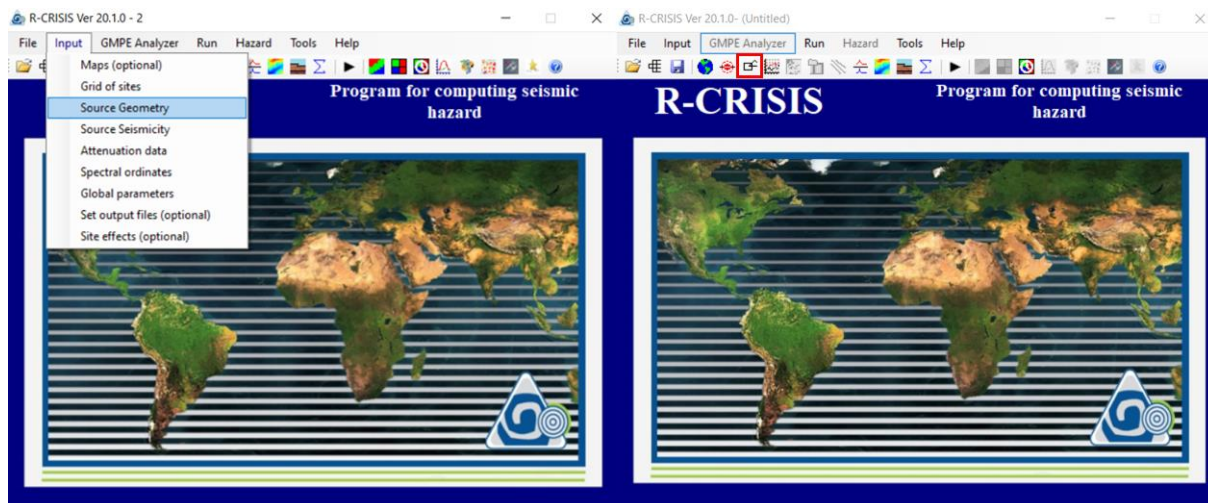 R-CRISIS Ver 20.1.0 - 2
File Input GMPE Analyzer Run Hazard Tools Help
Maps (optional)
Grid of sites
Source Geometry
Source Seismicity
Attenuation data
Spectral ordinates
Global parameters
Set output files (optional)
Site effects (optional)
Program for computing seismic
hazard
R-CRISIS Ver 20.1.0- (Untitled)
File Input GMPE Analyzer Run Hazard Tools Help
R-CRISIS
Program for computing seismic
hazard